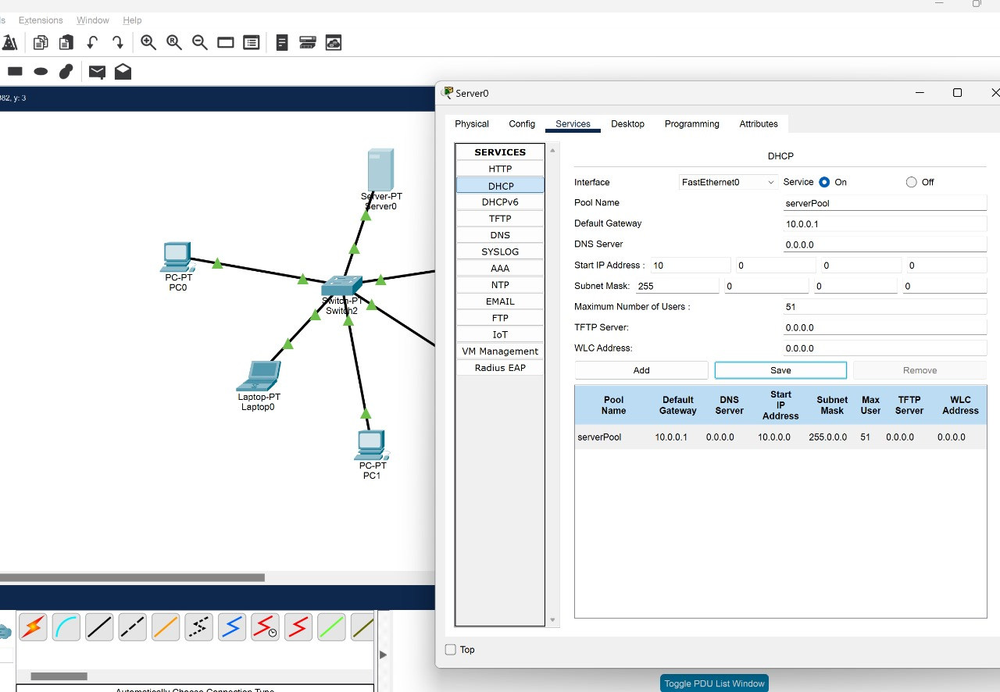 ls Extensions Window Help
382, y: 3
Server-PT
Server0
PC-PT
PC0
Switch-PT
Switch2
Laptop-PT
Laptop0
PC-PT
PC1
Server0
Physical Config Services Desktop Programming Attributes
SERVICES
HTTP
DHCP
DHCPv6
TFTP
DNS
SYSLOG
AAA
NTP
EMAIL
FTP
IoT
VM Management
Radius EAP
DHCP
Interface FastEthernet0 Service On Off
Pool Name serverPool
Default Gateway 10.0.0.1
DNS Server 0.0.0.0
Start IP Address : 10 0 0 0
Subnet Mask: 255 0 0 0
Maximum Number of Users : 51
TFTP Server: 0.0.0.0
WLC Address: 0.0.0.0
Add Save Remove
Pool Name Default Gateway DNS Server Start IP Address Subnet Mask Max User TFTP Server WLC Address
serverPool 10.0.0.1 0.0.0.0 10.0.0.0 255.0.0.0 51 0.0.0.0 0.0.0.0
Top
Automatically Choose Connection Type
Toggle PDU List Window